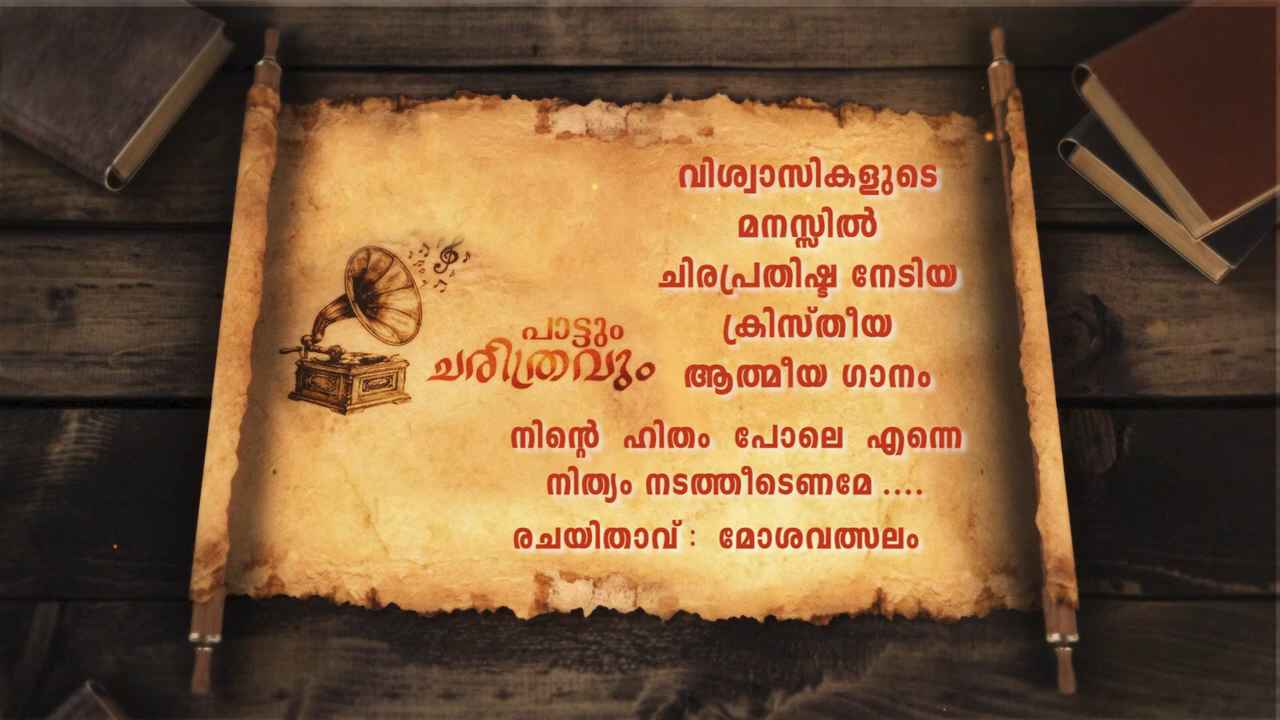 വിശ്വാസികളുടെ
മനസ്സിൽ
ചിരപ്രതിഷ്ട നേടിയ
ക്രിസ്തീയ
ആത്മീയ ഗാനം
പാട്ടും
ചരിത്രവും
നിന്റെ ഹിതം പോലെ എന്നെ
നിത്യം നടത്തീടെണമേ ....
രചയിതാവ് : മോശവത്സലം